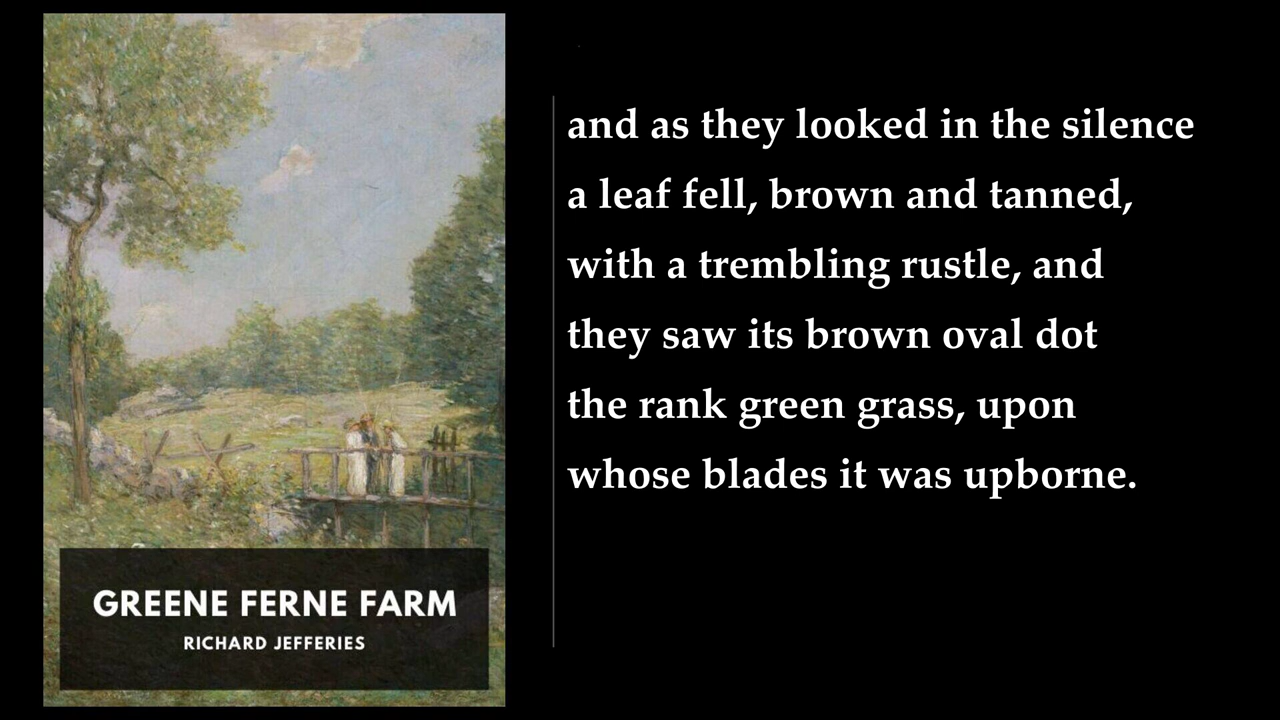 GREENE FERNE FARM
RICHARD JEFFERIES
and as they looked in the silence
a leaf fell, brown and tanned,
with a trembling rustle, and
they saw its brown oval dot
the rank green grass, upon
whose blades it was upborne.